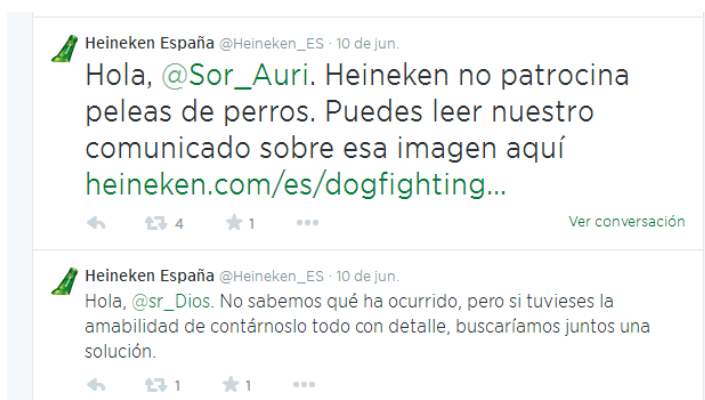 Heineken España @Heineken_ES · 10 de jun.
Hola, @Sor_Auri. Heineken no patrocina
peleas de perros. Puedes leer nuestro
comunicado sobre esa imagen aquí
heineken.com/es/dogfighting...
4 1 Ver conversación
Heineken España @Heineken_ES · 10 de jun.
Hola, @sr_Dios. No sabemos qué ha ocurrido, pero si tuvieses la
amabilidad de contárnoslo todo con detalle, buscaríamos juntos una
solución.
1 1